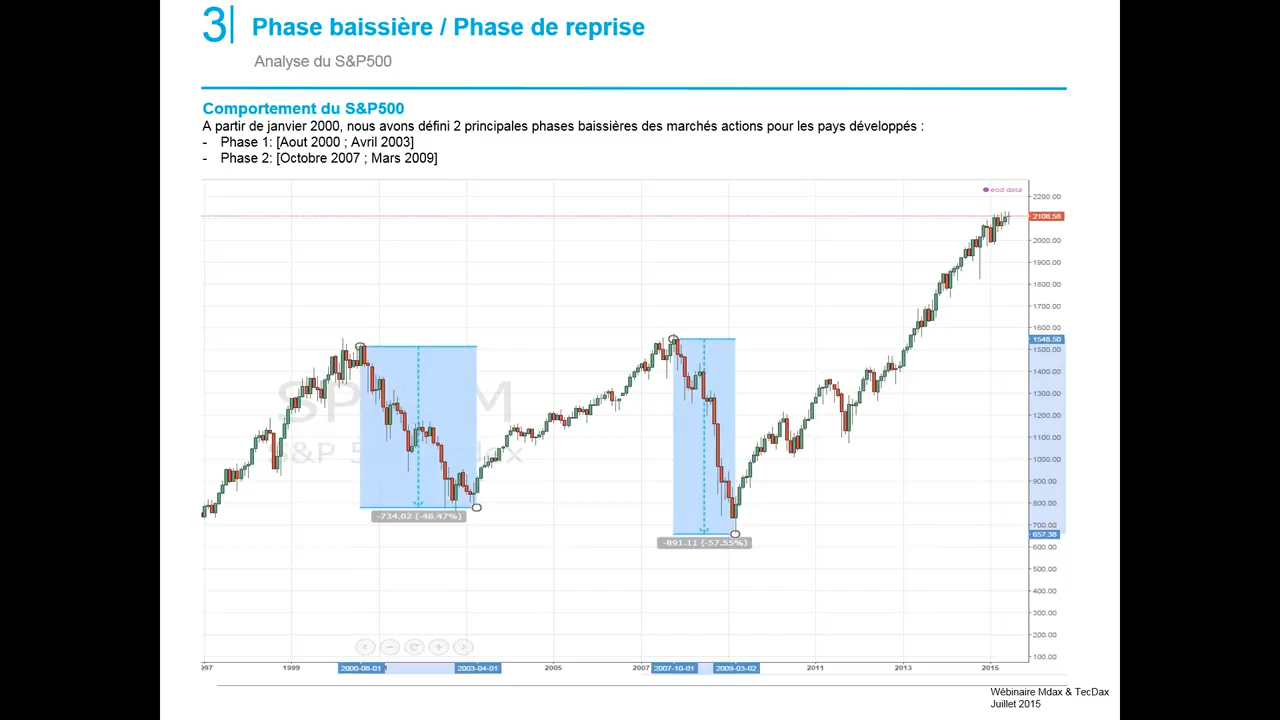 3
Phase baissière / Phase de reprise
Analyse du S&P500
Comportement du S&P500
A partir de janvier 2000, nous avons défini 2 principales phases baissières des marchés actions pour les pays développés :
- Phase 1: [Aout 2000 ; Avril 2003]
- Phase 2: [Octobre 2007 ; Mars 2009]
eod data
2200.00
2108.58
2000.00
1900.00
1800.00
1700.00
1600.00
1548.50
1500.00
1400.00
1300.00
1200.00
1100.00
1000.00
900.00
800.00
700.00
657.38
600.00
500.00
400.00
300.00
200.00
100.00
-734.02 (-48.47%)
-891.11 (-57.55%)
997 1999 2000-08-01 2003-04-01 2005 2007 2007-10-01 2009-03-02 2011 2013 2015
Wébinaire Mdax & TecDax
Juillet 2015